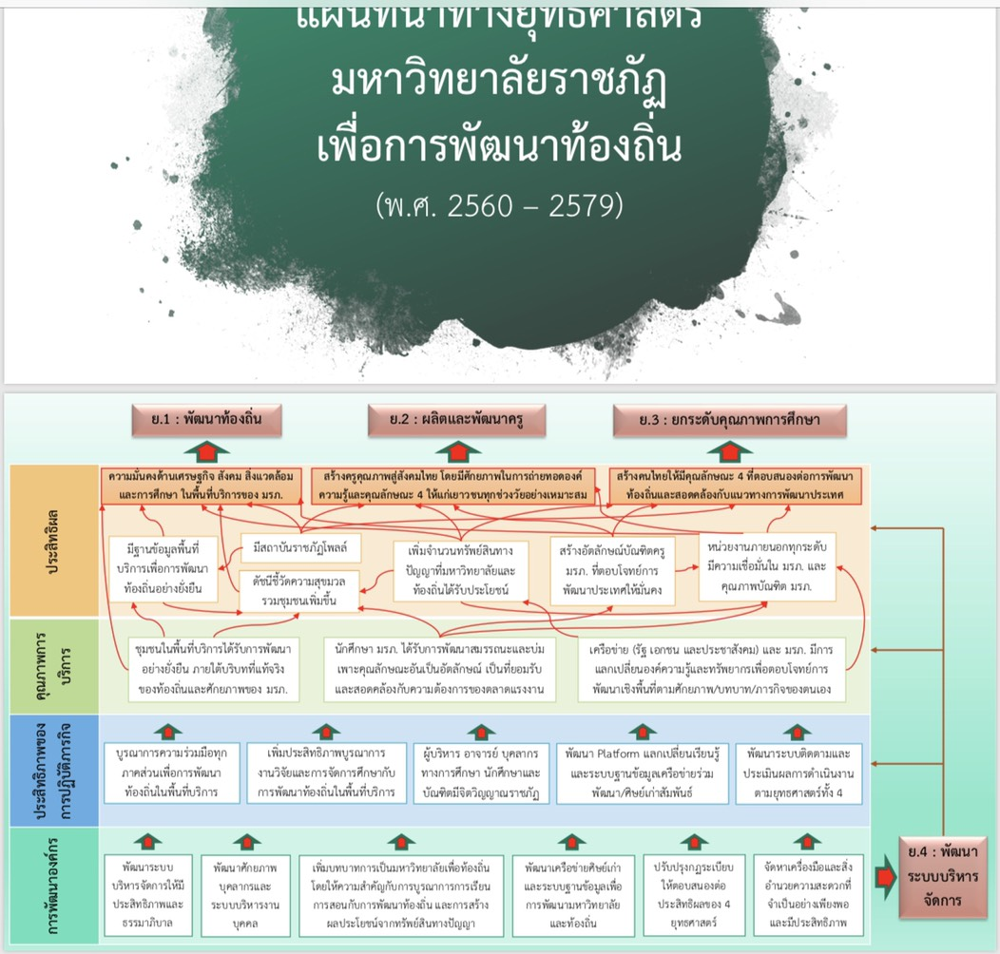 แผนที่นำทางยุทธศาสตร์
มหาวิทยาลัยราชภัฏ
เพื่อการพัฒนาท้องถิ่น
(พ.ศ. 2560 – 2579)
ย.1 : พัฒนาท้องถิ่น
ย.2 : ผลิตและพัฒนาครู
ย.3 : ยกระดับคุณภาพการศึกษา
ประสิทธิผล
ความมั่นคงด้านเศรษฐกิจ สังคม สิ่งแวดล้อม
และการศึกษา ในพื้นที่บริการของ มรภ.
สร้างครูคุณภาพสู่สังคมไทย โดยมีศักยภาพในการถ่ายทอดองค์
ความรู้และคุณลักษณะ 4 ให้แก่เยาวชนทุกช่วงวัยอย่างเหมาะสม
สร้างคนไทยให้มีคุณลักษณะ 4 ที่ตอบสนองต่อการพัฒนา
ท้องถิ่นและสอดคล้องกับแนวทางการพัฒนาประเทศ
มีฐานข้อมูลพื้นที่
บริการเพื่อการพัฒนา
ท้องถิ่นอย่างยั่งยืน
มีสถาบันราชภัฏโพลล์
ดัชนีชี้วัดความสุขมวล
รวมชุมชนเพิ่มขึ้น
เพิ่มจำนวนทรัพย์สินทาง
ปัญญาที่มหาวิทยาลัยและ
ท้องถิ่นได้รับประโยชน์
สร้างอัตลักษณ์บัณฑิตครู
มรภ. ที่ตอบโจทย์การ
พัฒนาประเทศให้มั่นคง
หน่วยงานภายนอกทุกระดับ
มีความเชื่อมั่นใน มรภ. และ
คุณภาพบัณฑิต มรภ.
คุณภาพการ
บริการ
ชุมชนในพื้นที่บริการได้รับการพัฒนา
อย่างยั่งยืน ภายใต้บริบทที่แท้จริง
ของท้องถิ่นและศักยภาพของ มรภ.
นักศึกษา มรภ. ได้รับการพัฒนาสมรรถนะและบ่ม
เพาะคุณลักษณะอันเป็นอัตลักษณ์ เป็นที่ยอมรับ
และสอดคล้องกับความต้องการของตลาดแรงงาน
เครือข่าย (รัฐ เอกชน และประชาสังคม) และ มรภ. มีการ
แลกเปลี่ยนองค์ความรู้และทรัพยากรเพื่อตอบโจทย์การ
พัฒนาเชิงพื้นที่ตามศักยภาพ/บทบาท/ภารกิจของตนเอง
ประสิทธิภาพของ
การปฏิบัติภารกิจ
บูรณาการความร่วมมือทุก
ภาคส่วนเพื่อการพัฒนา
ท้องถิ่นในพื้นที่บริการ
เพิ่มประสิทธิภาพบูรณาการ
งานวิจัยและการจัดการศึกษากับ
การพัฒนาท้องถิ่นในพื้นที่บริการ
ผู้บริหาร อาจารย์ บุคลากร
ทางการศึกษา นักศึกษาและ
บัณฑิตมีจิตวิญญาณราชภัฏ
พัฒนา Platform แลกเปลี่ยนเรียนรู้
และระบบฐานข้อมูลเครือข่ายร่วม
พัฒนา/ศิษย์เก่าสัมพันธ์
พัฒนาระบบติดตามและ
ประเมินผลการดำเนินงาน
ตามยุทธศาสตร์ทั้ง 4
การพัฒนาองค์กร
พัฒนาระบบ
บริหารจัดการให้มี
ประสิทธิภาพและ
ธรรมาภิบาล
พัฒนาศักยภาพ
บุคลากรและ
ระบบบริหารงาน
บุคคล
เพิ่มบทบาทการเป็นมหาวิทยาลัยเพื่อท้องถิ่น
โดยให้ความสำคัญกับการบูรณาการการเรียน
การสอนกับการพัฒนาท้องถิ่น และการสร้าง
ผลประโยชน์จากทรัพย์สินทางปัญญา
พัฒนาเครือข่ายศิษย์เก่า
และระบบฐานข้อมูลเพื่อ
การพัฒนามหาวิทยาลัย
และท้องถิ่น
ปรับปรุงกฎระเบียบ
ให้ตอบสนองต่อ
ประสิทธิผลของ 4
ยุทธศาสตร์
จัดหาเครื่องมือและสิ่ง
อำนวยความสะดวกที่
จำเป็นอย่างเพียงพอ
และมีประสิทธิภาพ
ย.4 : พัฒนา
ระบบบริหาร
จัดการ